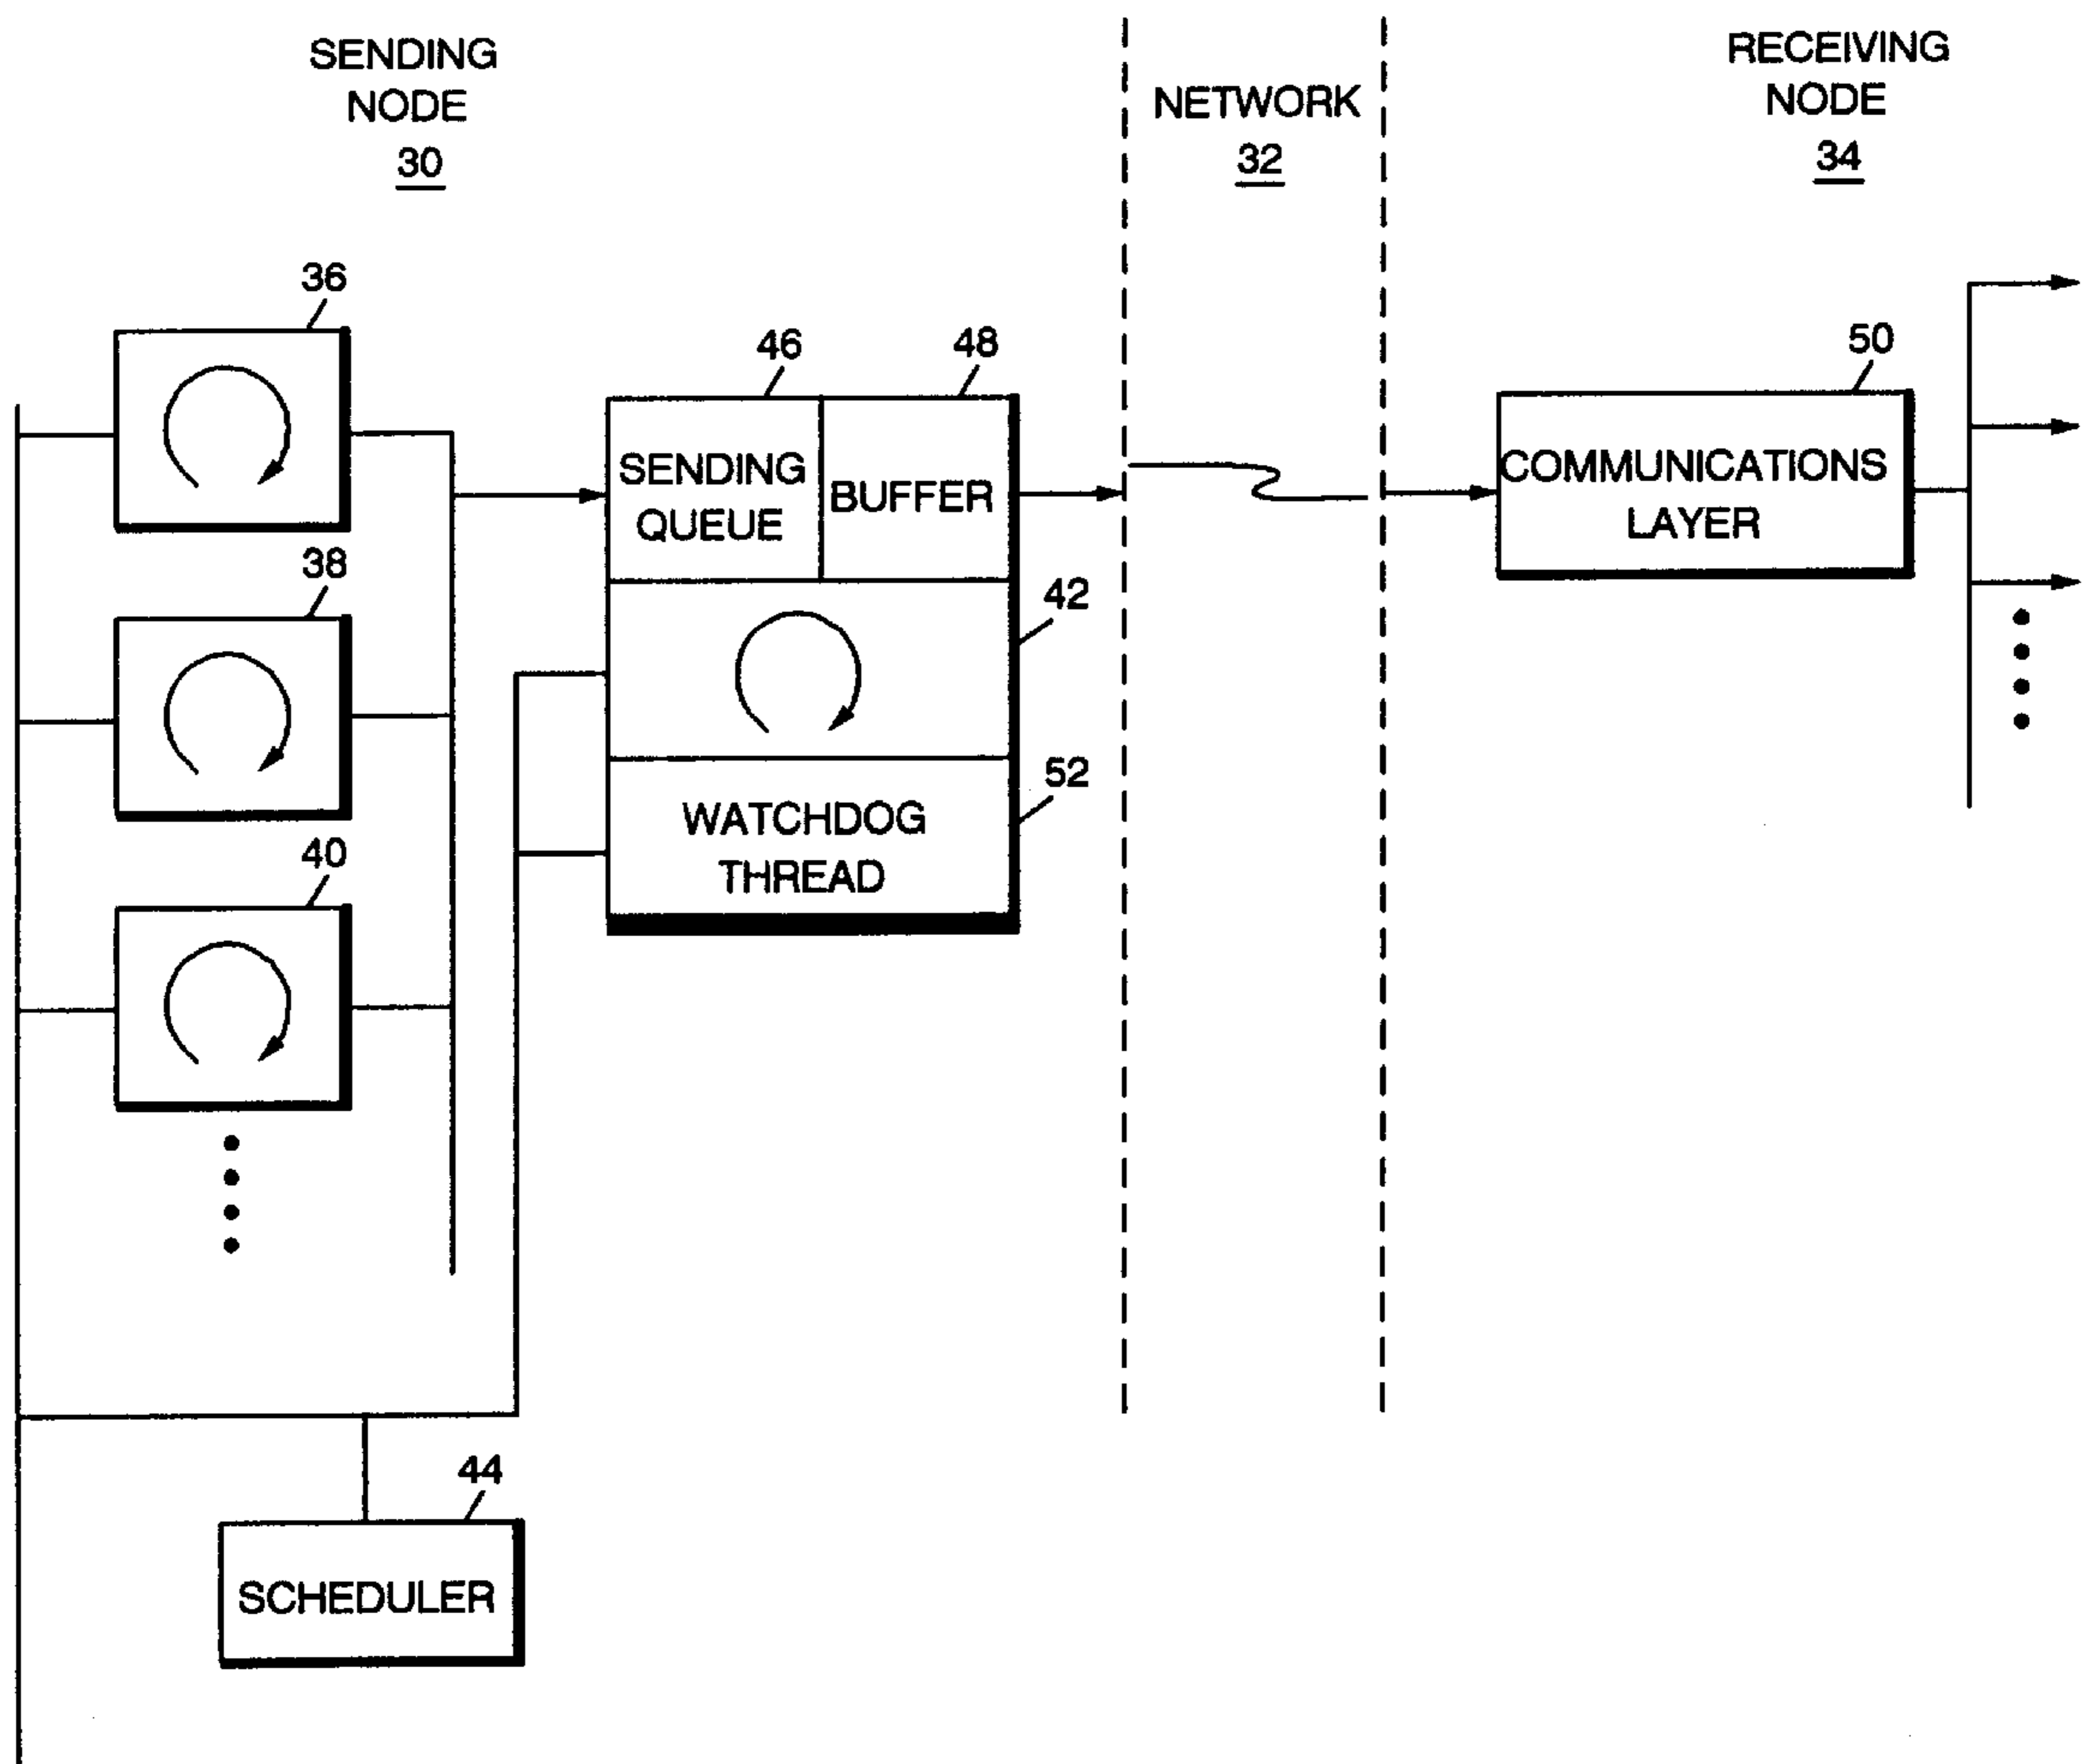 SENDING
NODE
30
NETWORK
32
RECEIVING
NODE
34
36
38
40
46
48
SENDING
QUEUE
BUFFER
42
52
WATCHDOG
THREAD
50
COMMUNICATIONS
LAYER
44
SCHEDULER